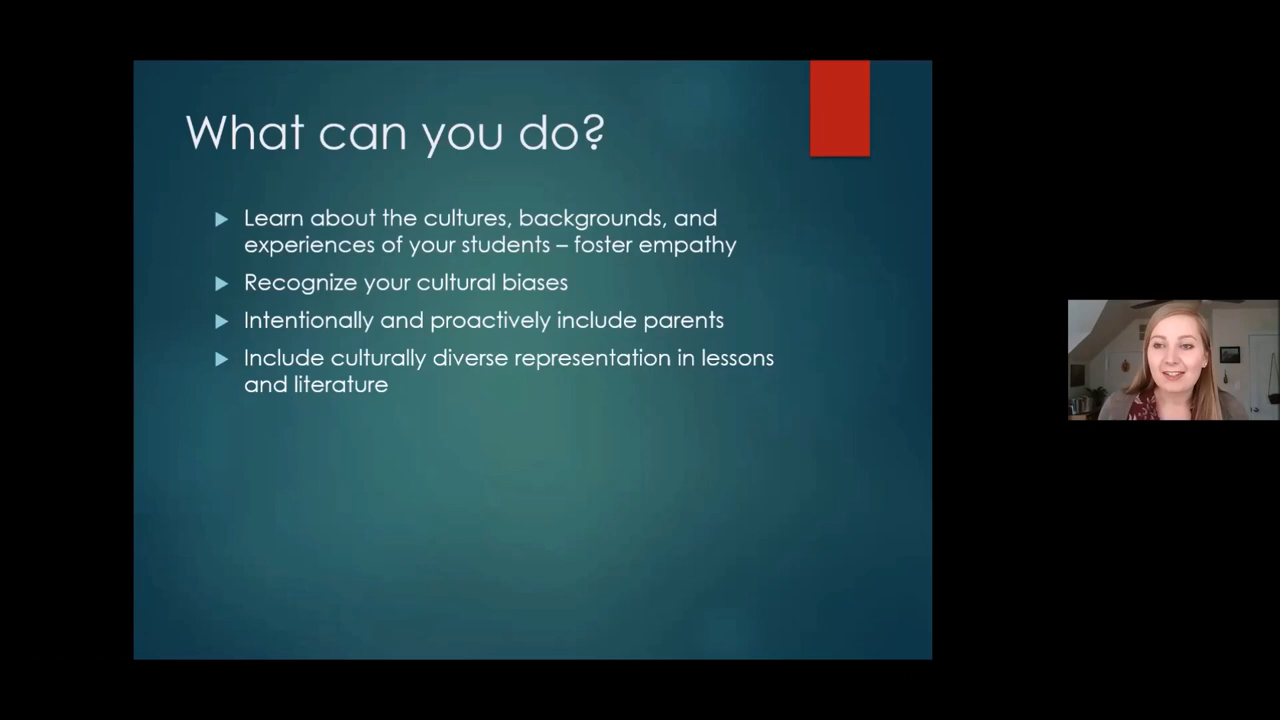 What can you do?
Learn about the cultures, backgrounds, and
experiences of your students – foster empathy
Recognize your cultural biases
Intentionally and proactively include parents
Include culturally diverse representation in lessons
and literature